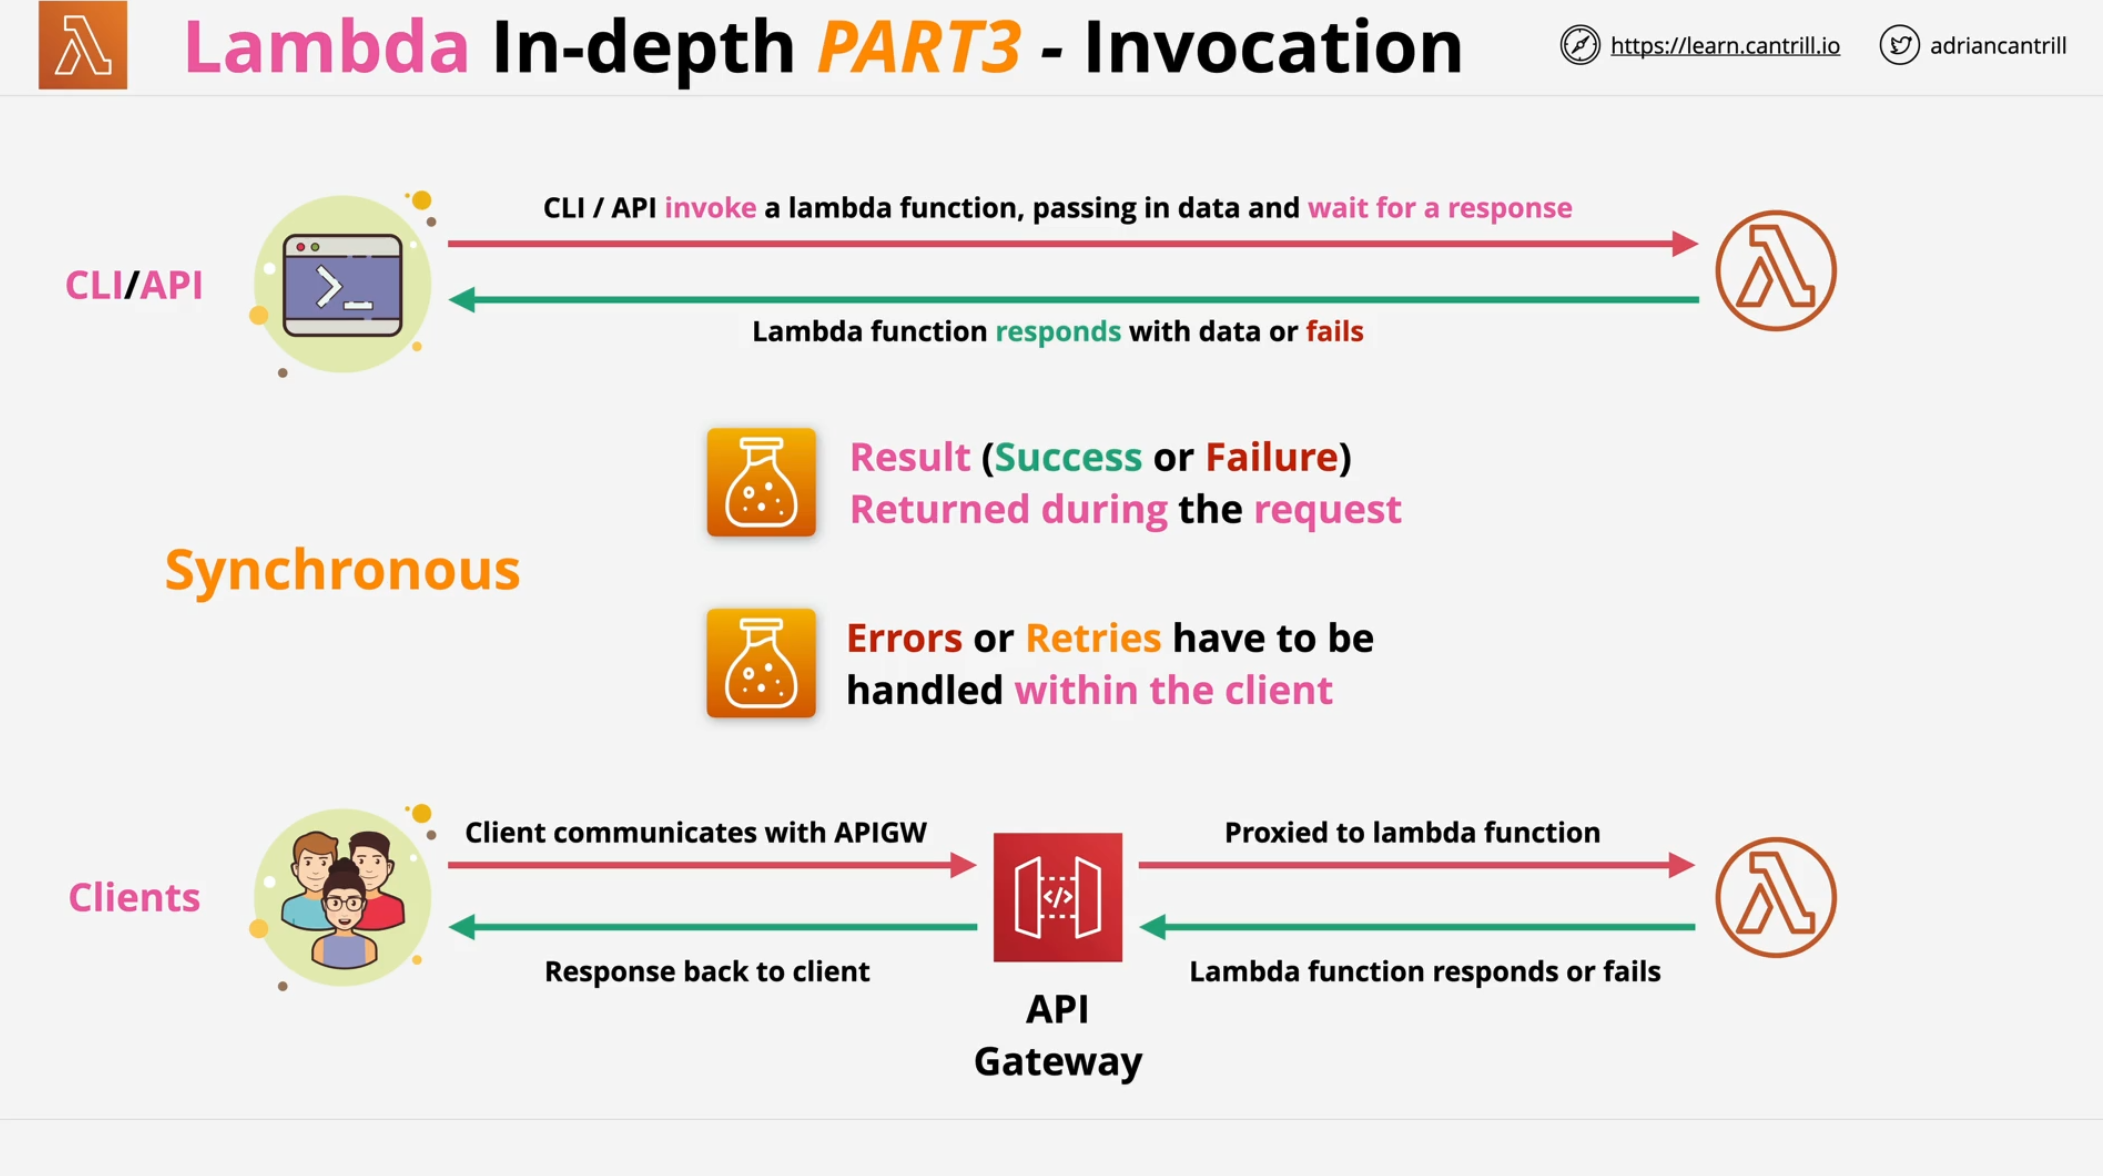 Lambda In-depth PART3 - Invocation
https://learn.cantrill.io
adriancantrill
CLI / API invoke a lambda function, passing in data and wait for a response
CLI/API
Lambda function responds with data or fails
Result (Success or Failure)
Returned during the request
Synchronous
Errors or Retries have to be
handled within the client
Client communicates with APIGW
Proxied to lambda function
Clients
Response back to client
Lambda function responds or fails
API
Gateway